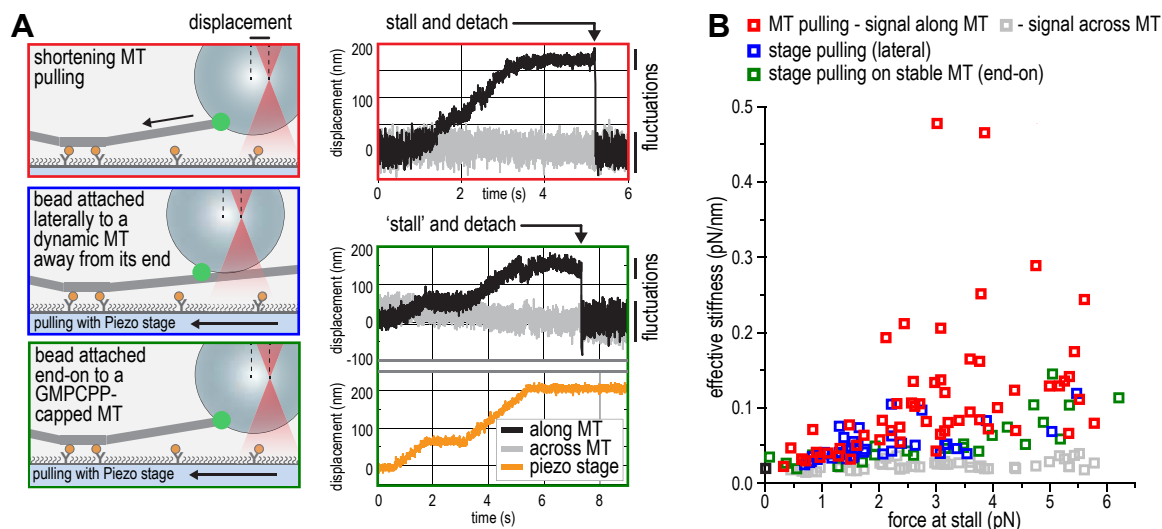 A
displacement
shortening MT
pulling
bead attached
laterally to a
dynamic MT
away from its end
pulling with Piezo stage
bead attached
end-on to a
GMPCPP-
capped MT
pulling with Piezo stage
stall and detach
displacement (nm)
200
100
0
0 2 4 6
time (s)
fluctuations
'stall' and detach
displacement (nm)
200
100
0
-100
fluctuations
displacement (nm)
200
100
0
along MT
across MT
piezo stage
0 2 4 6 8
time (s)
B
MT pulling - signal along MT - signal across MT
stage pulling (lateral)
stage pulling on stable MT (end-on)
effective stiffness (pN/nm)
0.5
0.4
0.3
0.2
0.1
0.0
0 1 2 3 4 5 6
force at stall (pN)